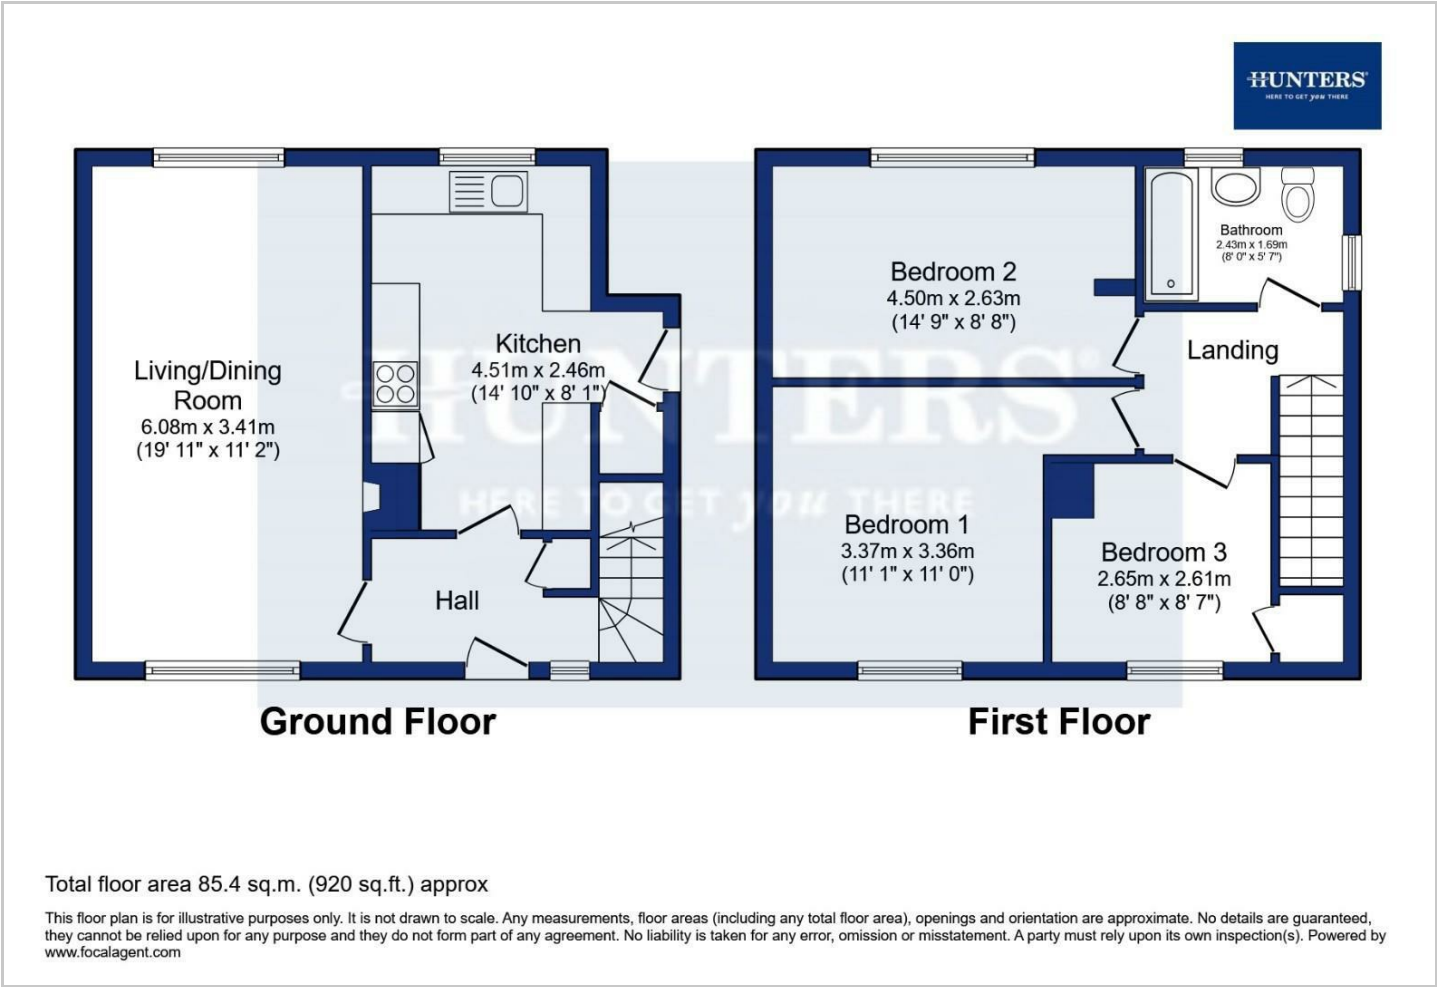 HUNTERS®
HERE TO GET you THERE
Living/Dining
Room
6.08m x 3.41m
(19' 11" x 11' 2")
Kitchen
4.51m x 2.46m
(14' 10" x 8' 1")
Hall
Ground Floor
Bedroom 2
4.50m x 2.63m
(14' 9" x 8' 8")
Bathroom
2.43m x 1.69m
(8' 0" x 5' 7")
Landing
Bedroom 1
3.37m x 3.36m
(11' 1" x 11' 0")
Bedroom 3
2.65m x 2.61m
(8' 8" x 8' 7")
First Floor
HUNTERS®
HERE TO GET you THERE
Total floor area 85.4 sq.m. (920 sq.ft.) approx
This floor plan is for illustrative purposes only. It is not drawn to scale. Any measurements, floor areas (including any total floor area), openings and orientation are approximate. No details are guaranteed,
they cannot be relied upon for any purpose and they do not form part of any agreement. No liability is taken for any error, omission or misstatement. A party must rely upon its own inspection(s). Powered by
www.focalagent.com